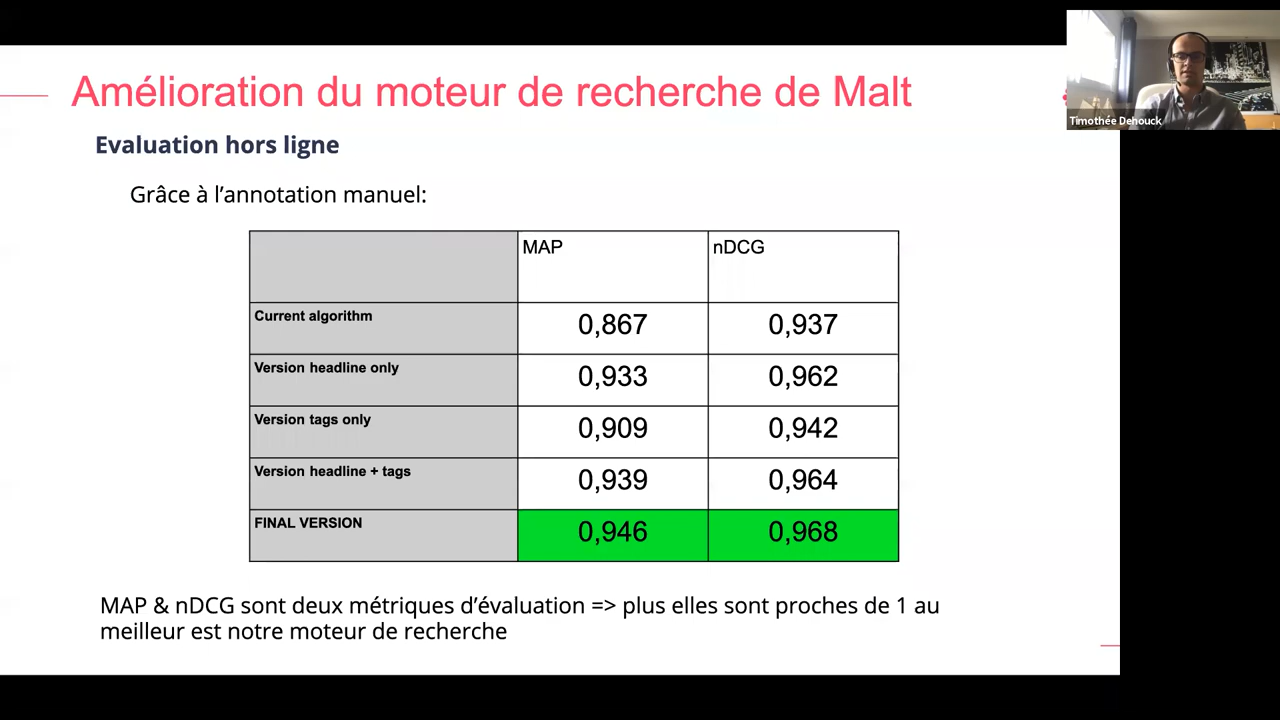 Amélioration du moteur de recherche de Malt
Timothée Dehouck
Evaluation hors ligne
Grâce à l'annotation manuel:
MAP nDCG
Current algorithm 0,867 0,937
Version headline only 0,933 0,962
Version tags only 0,909 0,942
Version headline + tags 0,939 0,964
FINAL VERSION 0,946 0,968
MAP & nDCG sont deux métriques d'évaluation => plus elles sont proches de 1 au
meilleur est notre moteur de recherche